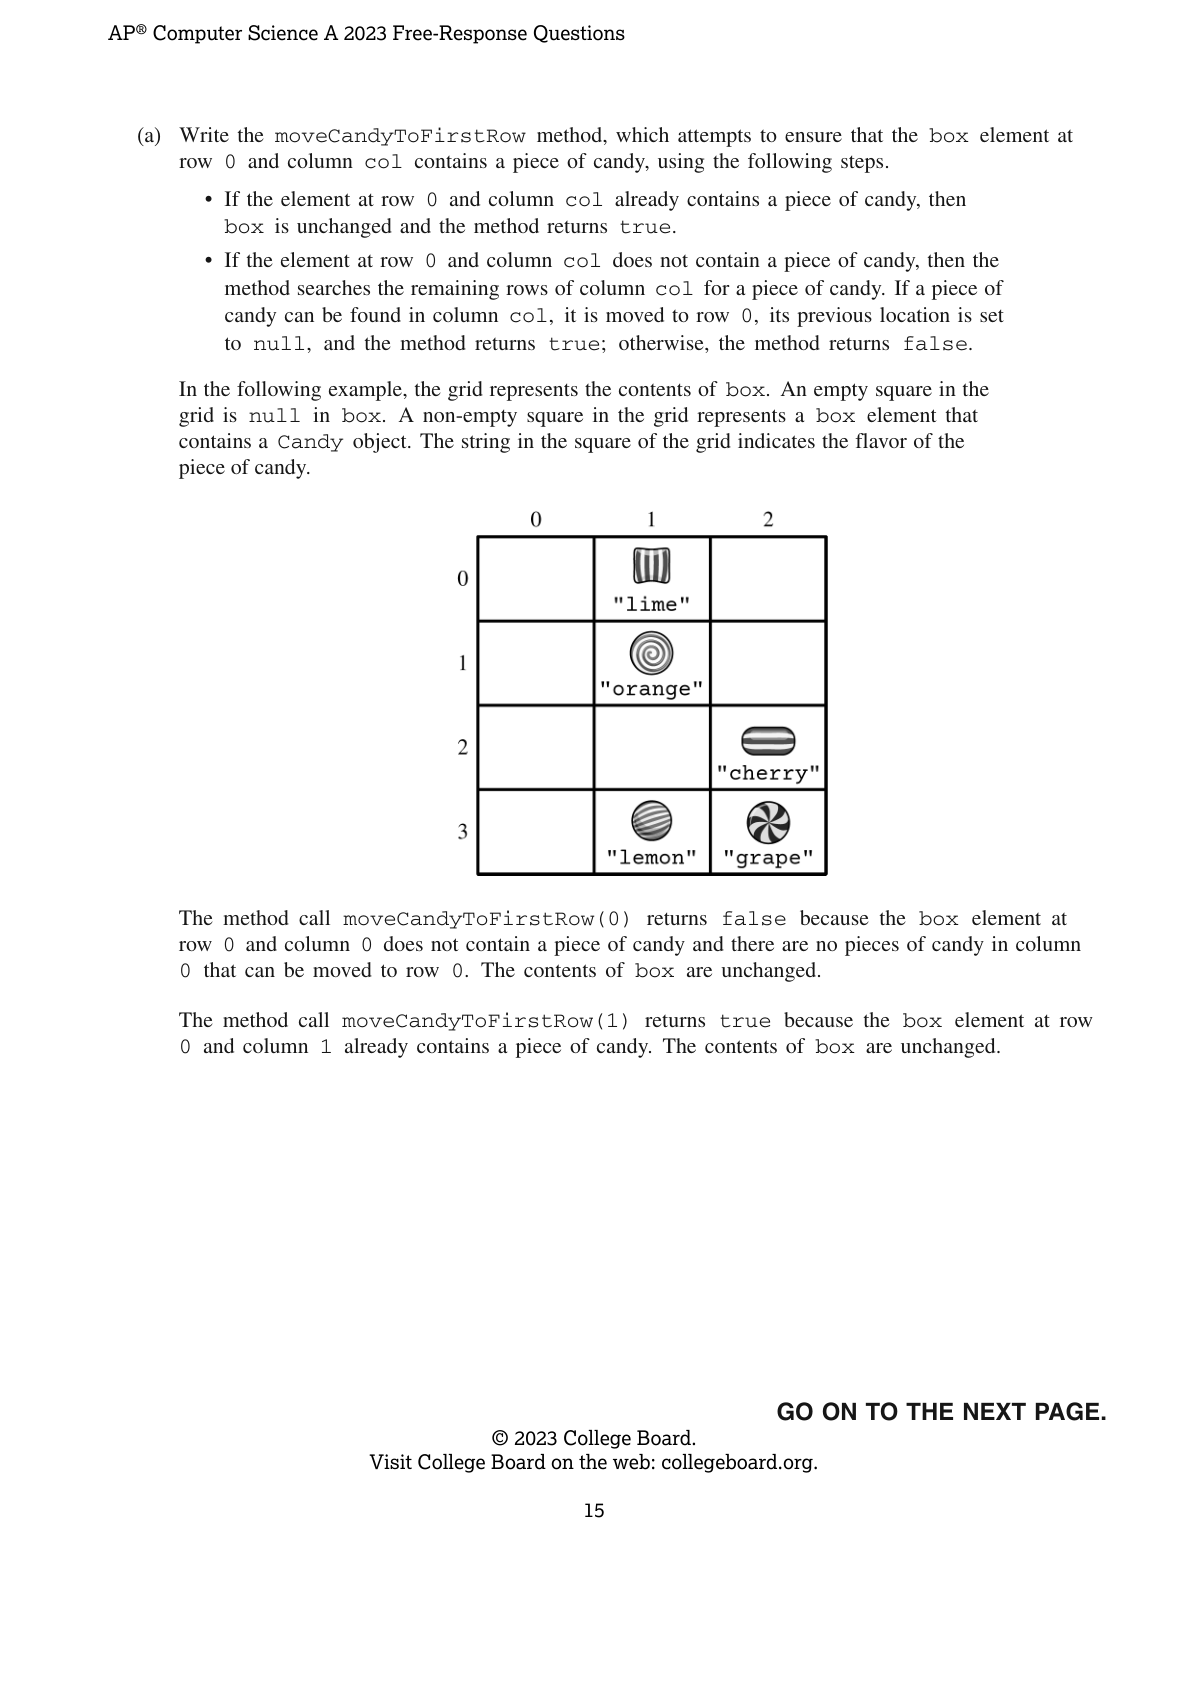 AP® Computer Science A 2023 Free-Response Questions
(a) Write the moveCandyToFirstRow method, which attempts to ensure that the box element at
row 0 and column col contains a piece of candy, using the following steps.
• If the element at row 0 and column col already contains a piece of candy, then
box is unchanged and the method returns true.
• If the element at row 0 and column col does not contain a piece of candy, then the
method searches the remaining rows of column col for a piece of candy. If a piece of
candy can be found in column col, it is moved to row 0, its previous location is set
to null, and the method returns true; otherwise, the method returns false.
In the following example, the grid represents the contents of box. An empty square in the
grid is null in box. A non-empty square in the grid represents a box element that
contains a Candy object. The string in the square of the grid indicates the flavor of the
piece of candy.
0 1 2
0
"lime"
1
"orange"
2
"cherry"
3
"lemon" "grape"
The method call moveCandyToFirstRow(0) returns false because the box element at
row 0 and column 0 does not contain a piece of candy and there are no pieces of candy in column
0 that can be moved to row 0. The contents of box are unchanged.
The method call moveCandyToFirstRow(1) returns true because the box element at row
0 and column 1 already contains a piece of candy. The contents of box are unchanged.
GO ON TO THE NEXT PAGE.
© 2023 College Board.
Visit College Board on the web: collegeboard.org.
15